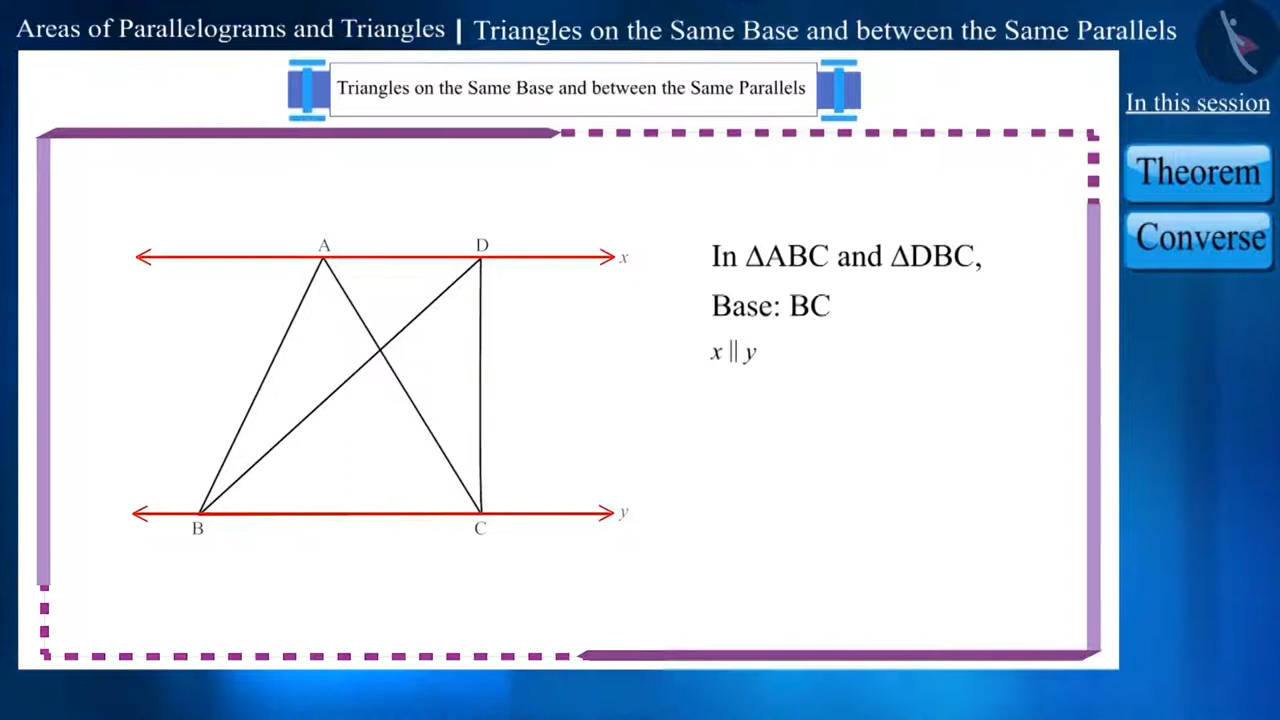 Areas of Parallelograms and Triangles | Triangles on the Same Base and between the Same Parallels
Triangles on the Same Base and between the Same Parallels
In this session
Theorem
Converse
A
D
x
In ΔABC and ΔDBC,
Base: BC
x || y
B
C
y